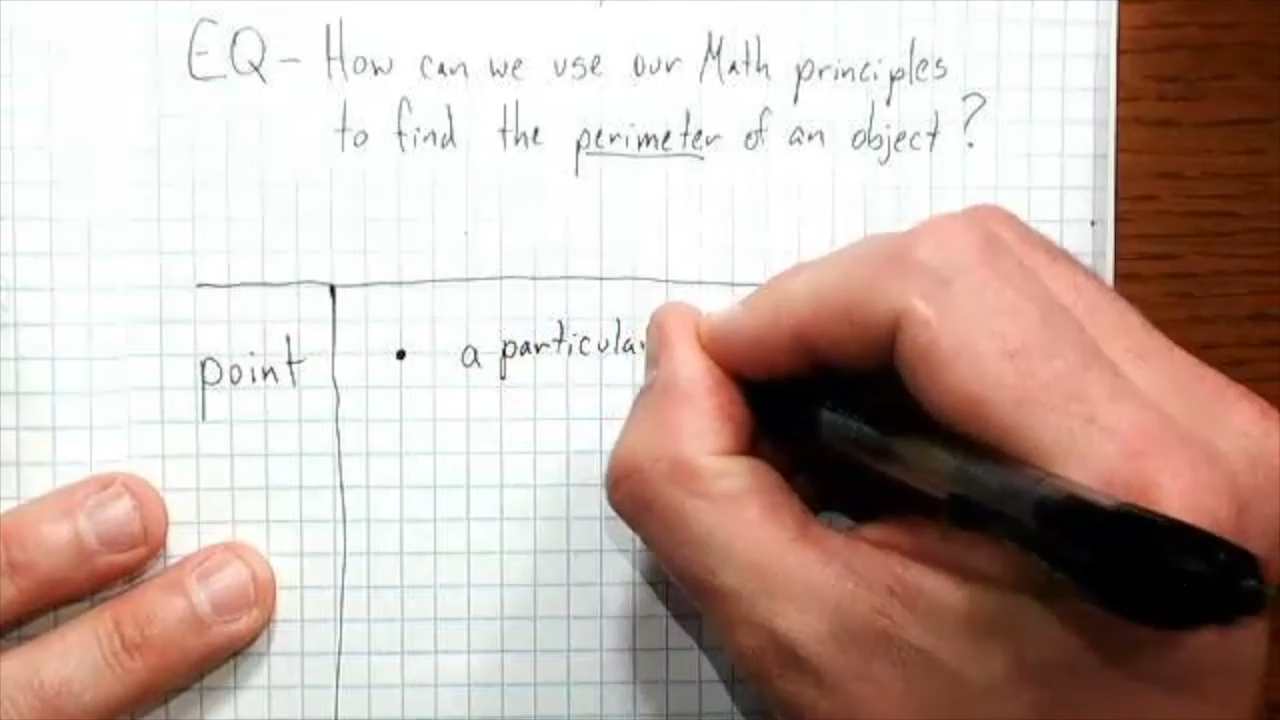 EQ- How can we use our Math principles
to find the perimeter of an object?
point • a particular